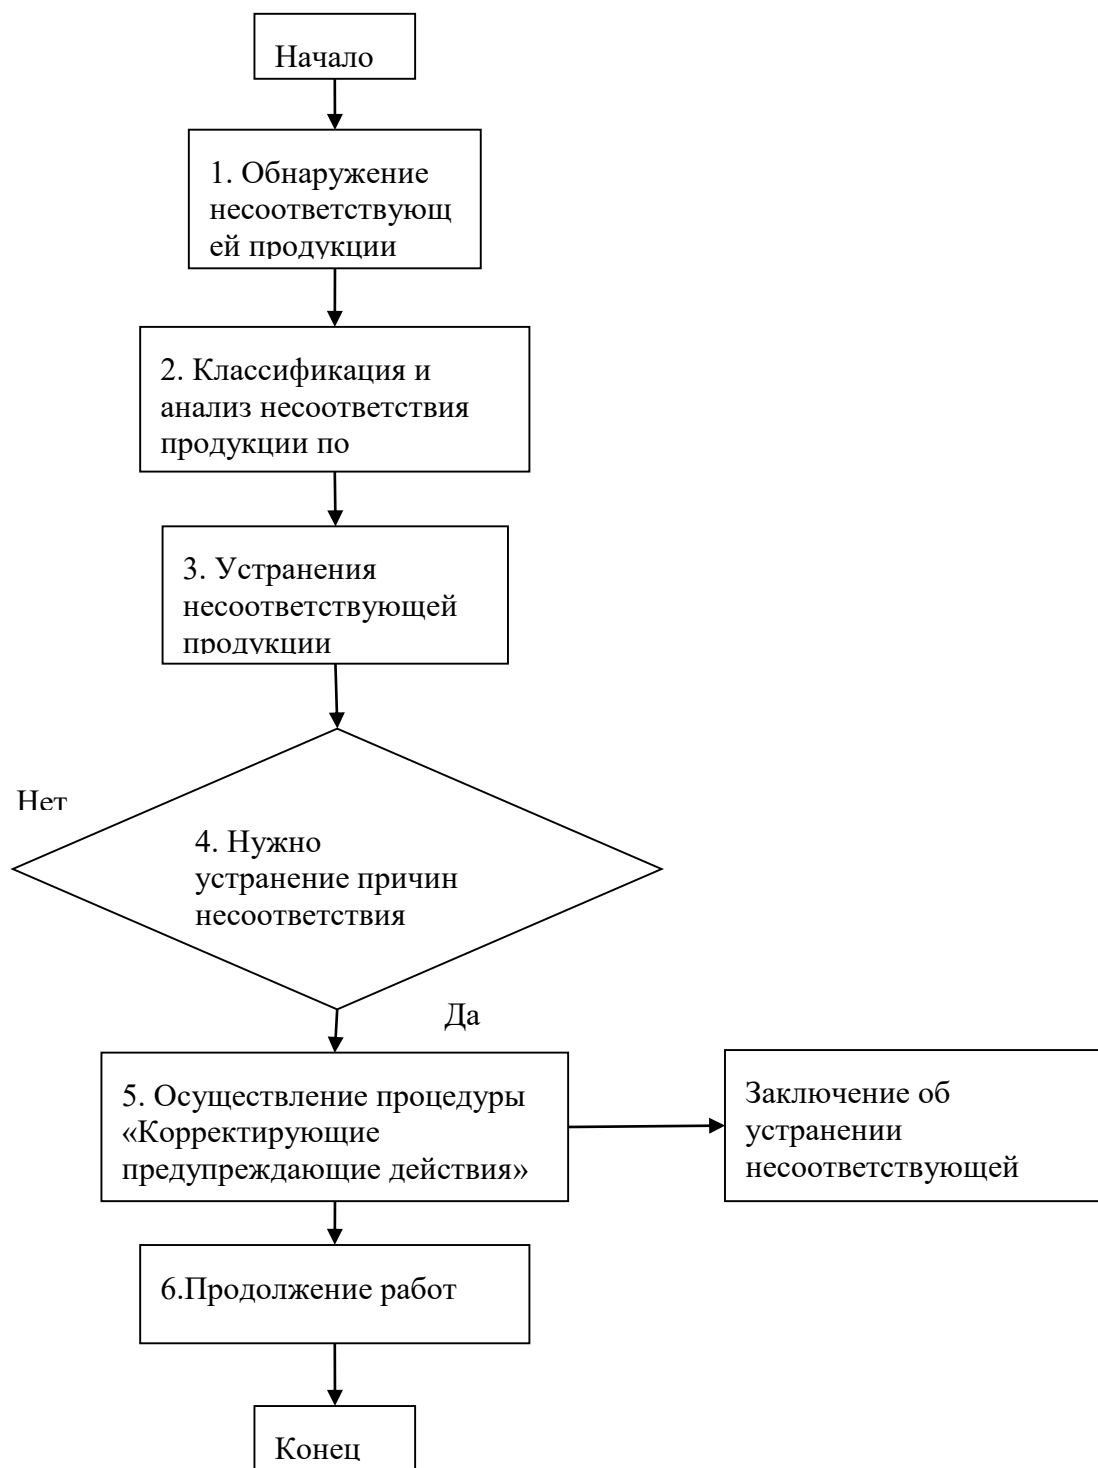 Начало
1. Обнаружение
несоответствующ
ей продукции
2. Классификация и
анализ несоответствия
продукции по
3. Устранения
несоответствующей
продукции
Нет
4. Нужно
устранение причин
несоответствия
Да
5. Осуществление процедуры
«Корректирующие
предупреждающие действия»
Заключение об
устранении
несоответствующей
6.Продолжение работ
Конец